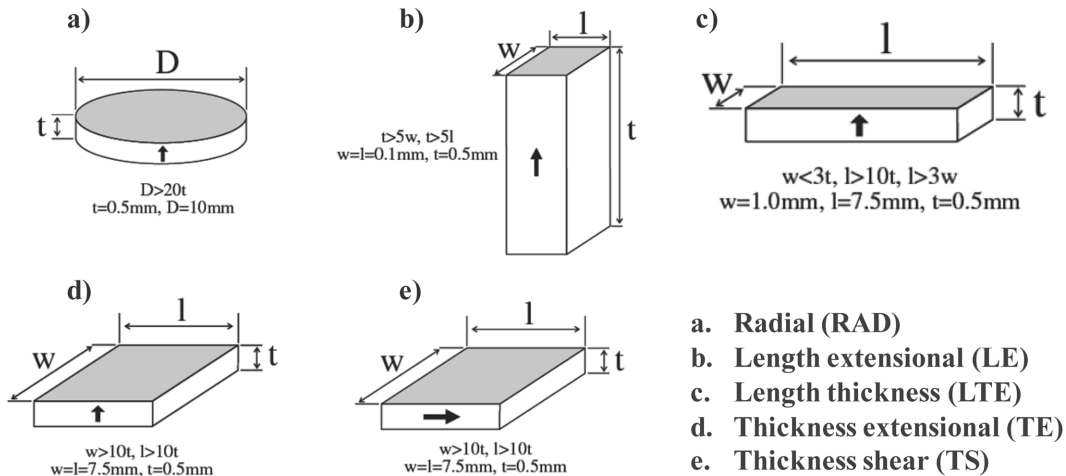 a)
D
t
D>20t
t=0.5mm, D=10mm
b)
l
w
t
t>5w, t>5l
w=l=0.1mm, t=0.5mm
c)
l
w
t
w<3t, l>10t, l>3w
w=1.0mm, l=7.5mm, t=0.5mm
d)
l
w
t
w>10t, l>10t
w=l=7.5mm, t=0.5mm
e)
l
w
t
w>10t, l>10t
w=l=7.5mm, t=0.5mm
a. Radial (RAD)
b. Length extensional (LE)
c. Length thickness (LTE)
d. Thickness extensional (TE)
e. Thickness shear (TS)